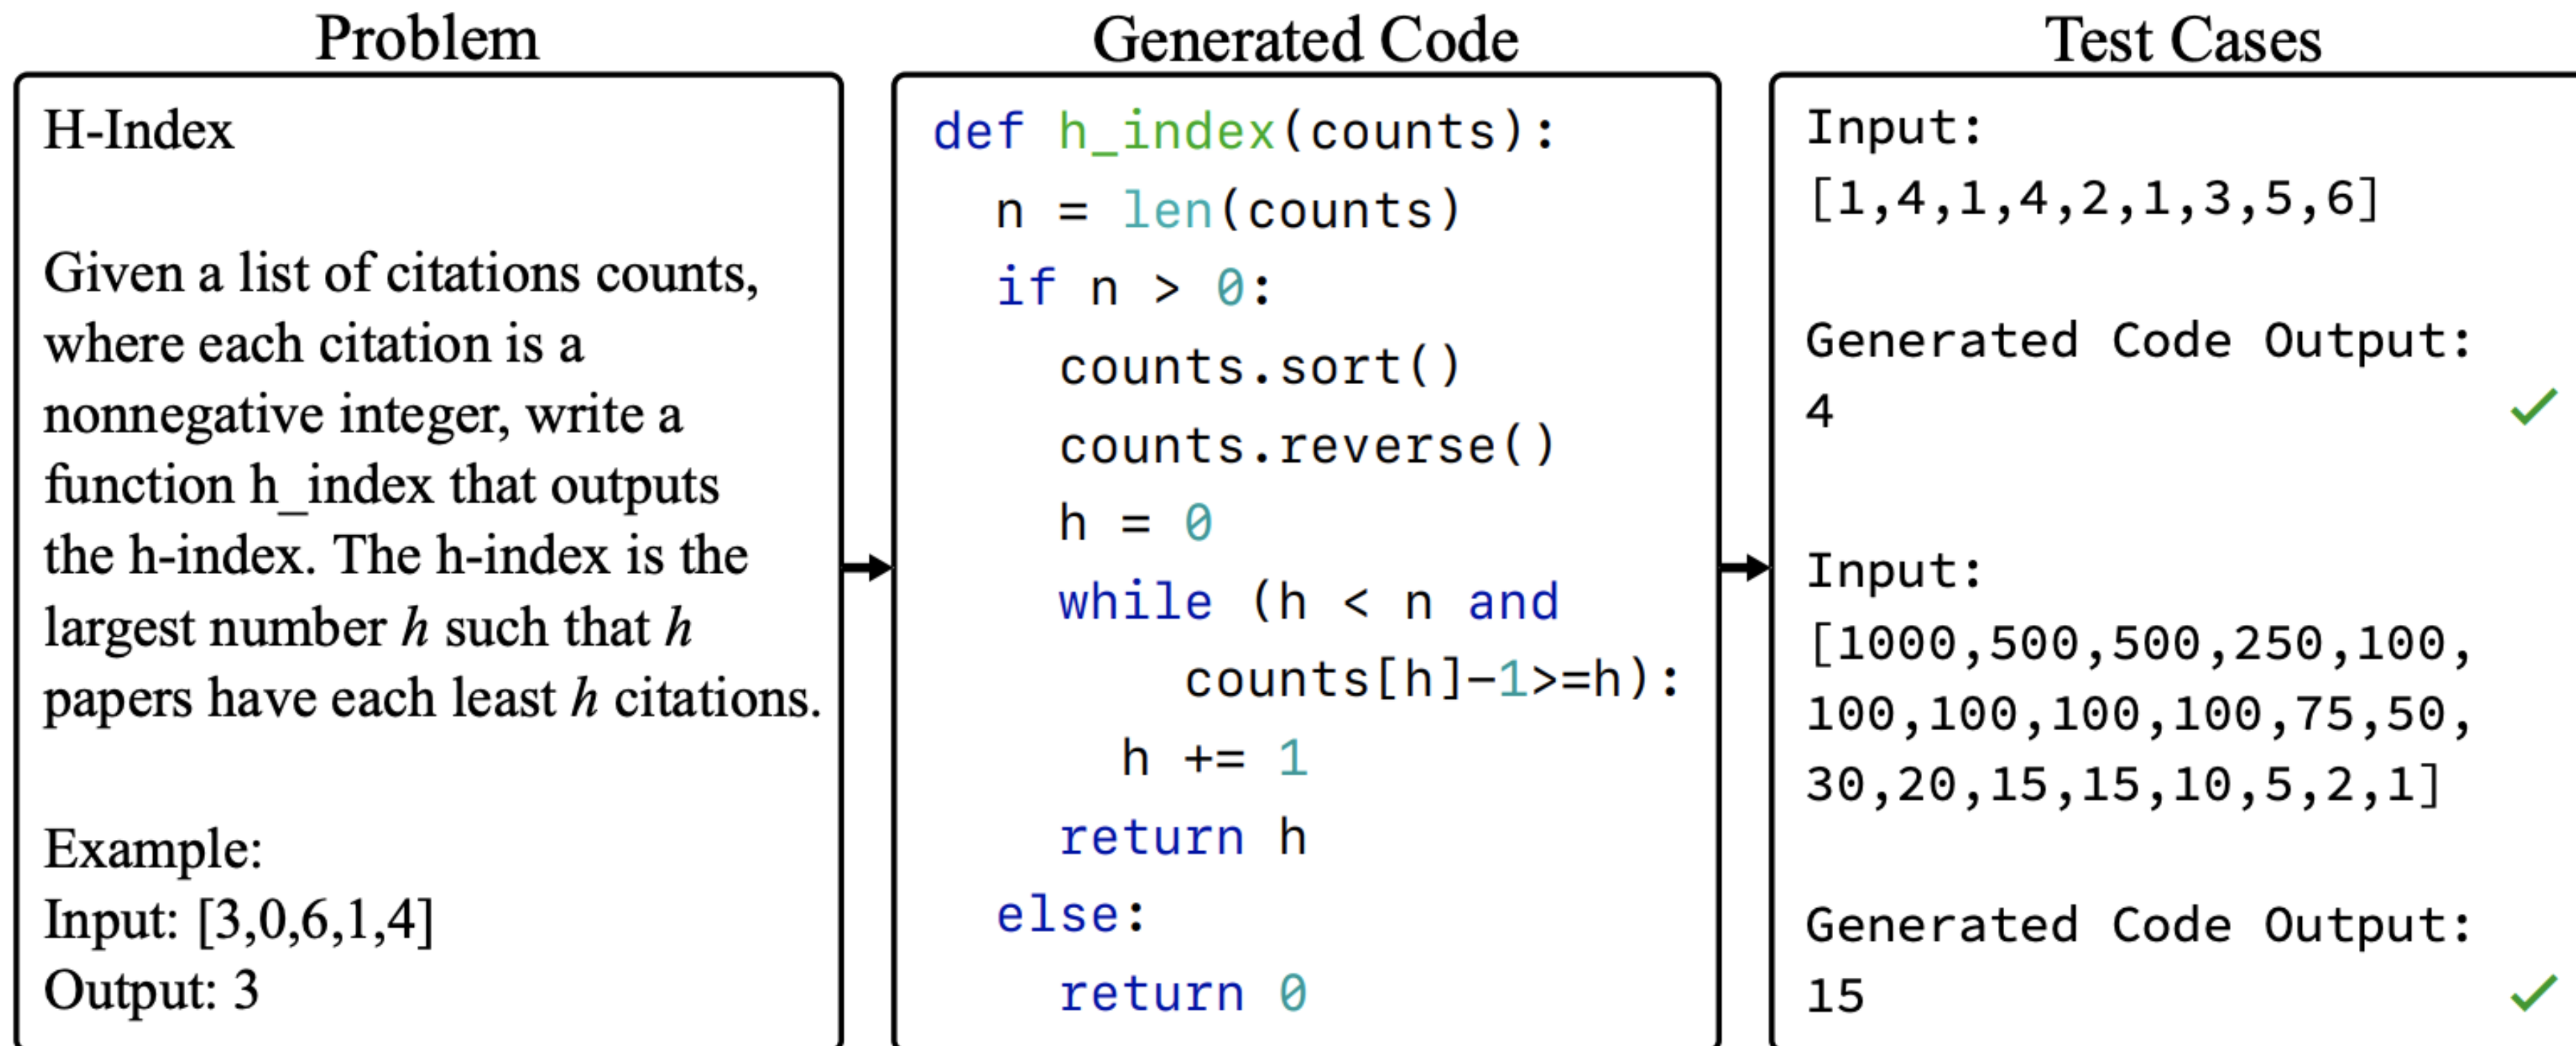 Problem
H-Index
Given a list of citations counts,
where each citation is a
nonnegative integer, write a
function h_index that outputs
the h-index. The h-index is the
largest number h such that h
papers have each least h citations.
Example:
Input: [3,0,6,1,4]
Output: 3
Generated Code
def h_index(counts):
  n = len(counts)
  if n > 0:
    counts.sort()
    counts.reverse()
    h = 0
    while (h < n and
        counts[h]-1>=h):
      h += 1
    return h
  else:
    return 0
Test Cases
Input:
[1,4,1,4,2,1,3,5,6]
Generated Code Output:
4
Input:
[1000,500,500,250,100,
100,100,100,100,75,50,
30,20,15,15,10,5,2,1]
Generated Code Output:
15